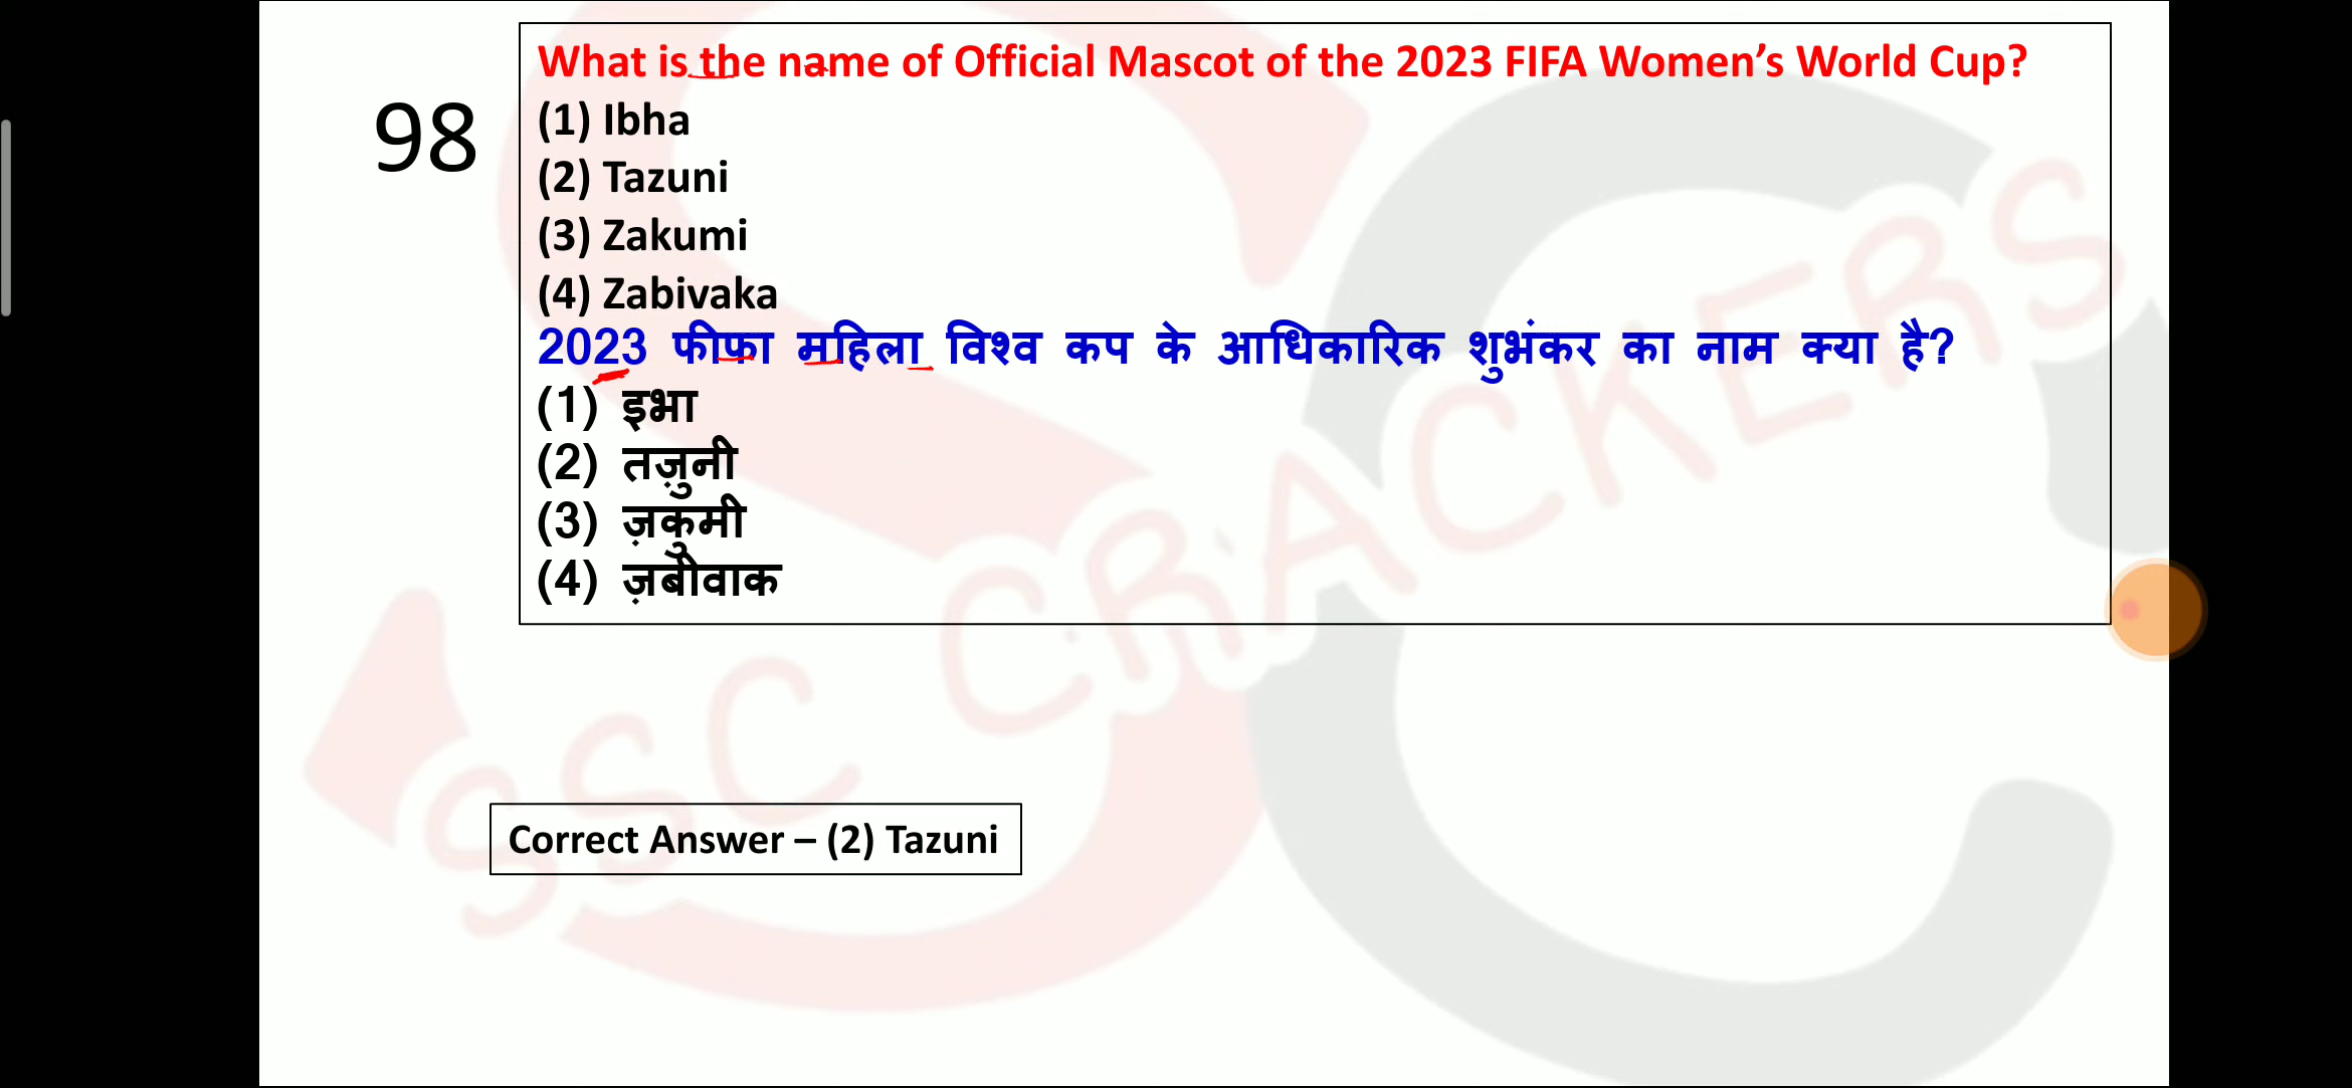 98
What is the name of Official Mascot of the 2023 FIFA Women’s World Cup?
(1) Ibha
(2) Tazuni
(3) Zakumi
(4) Zabivaka
2023 फीफा महिला विश्व कप के आधिकारिक शुभंकर का नाम क्या है?
(1) इभा
(2) तज़ुनी
(3) ज़कुमी
(4) ज़बीवाक
SSC CRACKERS
Correct Answer – (2) Tazuni